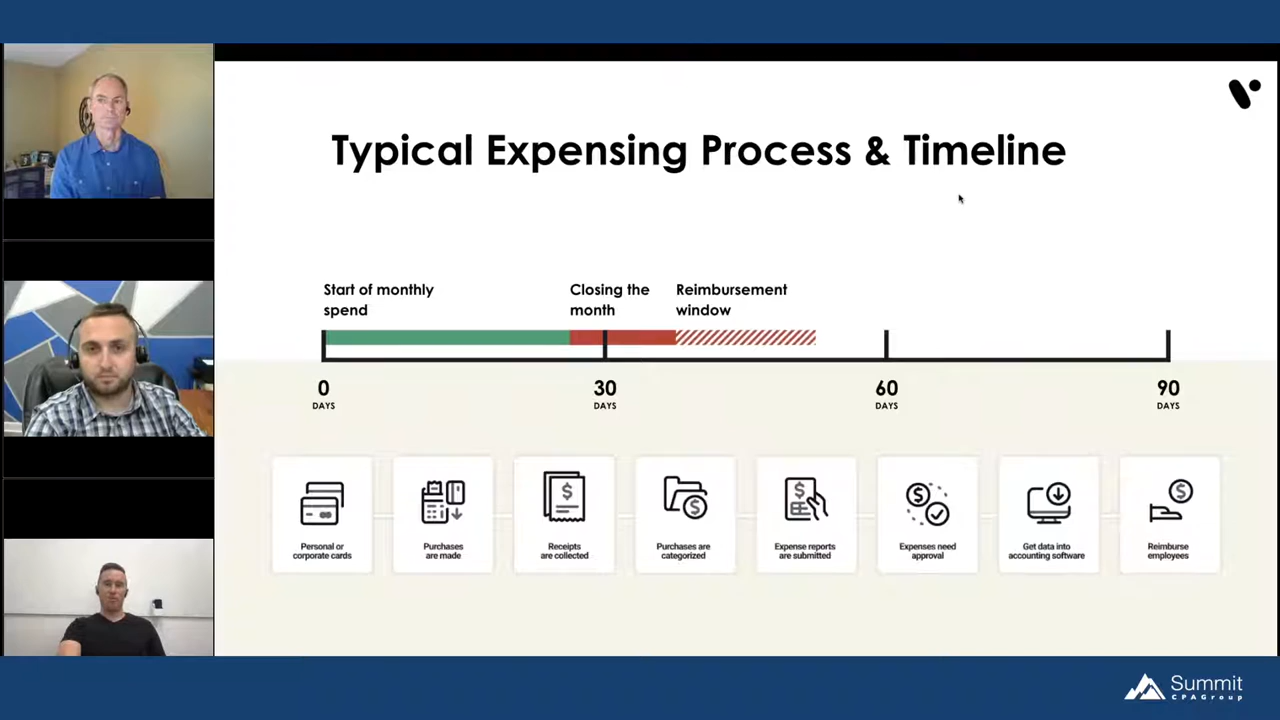 Typical Expensing Process & Timeline
Start of monthly
spend
Closing the
month
Reimbursement
window
0
DAYS
30
DAYS
60
DAYS
90
DAYS
Personal or
corporate cards
Purchases
are made
Receipts
are collected
Purchases are
categorized
Expense reports
are submitted
Expenses need
approval
Get data into
accounting software
Reimburse
employees
Summit
CPAGroup